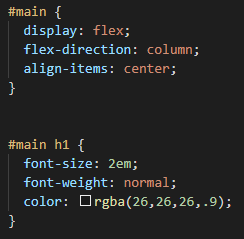 #main {
  display: flex;
  flex-direction: column;
  align-items: center;
}
#main h1 {
  font-size: 2em;
  font-weight: normal;
  color: rgba(26,26,26,.9);
}